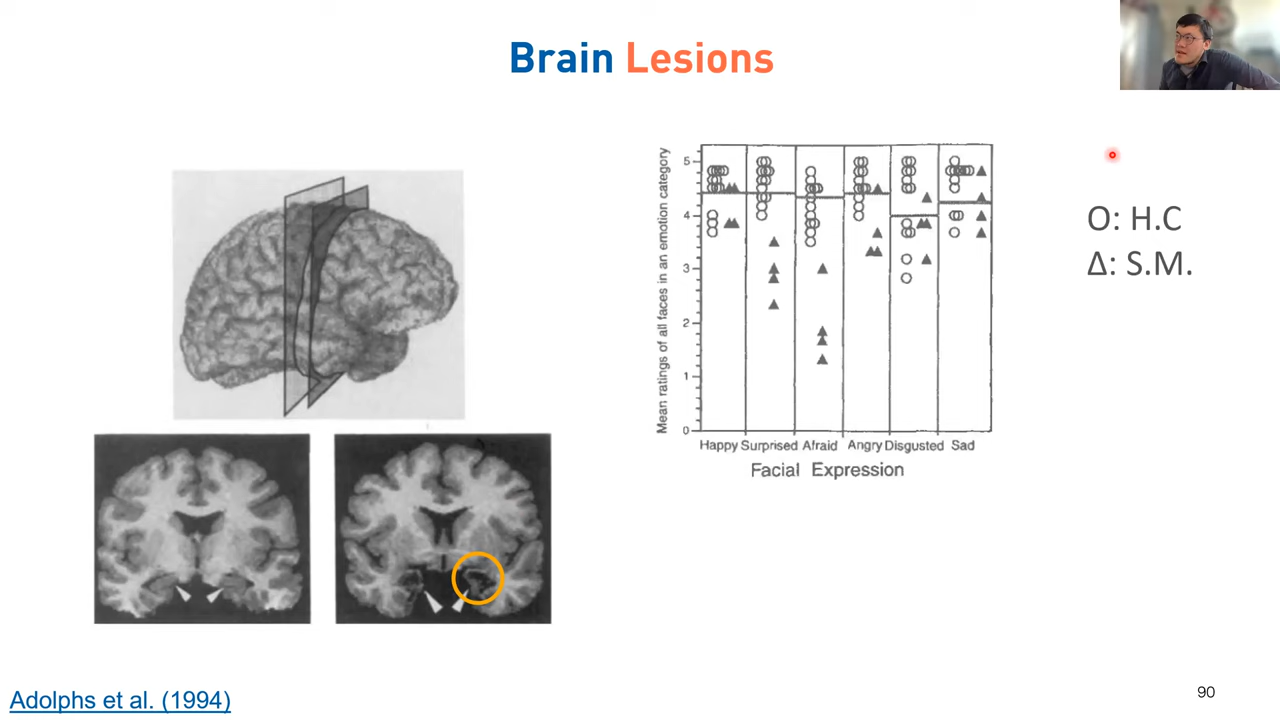 Brain Lesions
Mean ratings of all faces in an emotion category
5
4
3
2
1
0
Happy Surprised Afraid Angry Disgusted Sad
Facial Expression
O: H.C
Δ: S.M.
Adolphs et al. (1994)
90